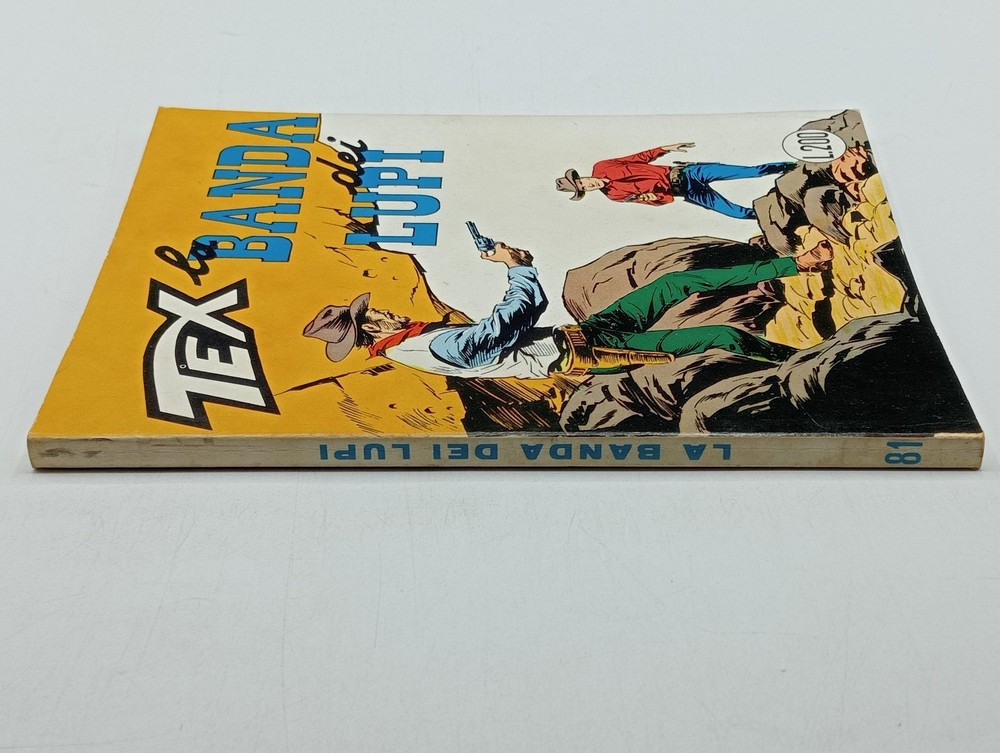 TEX
la
BANDA
dei
LUPI
L.200
LA BANDA DEI LUPI
81